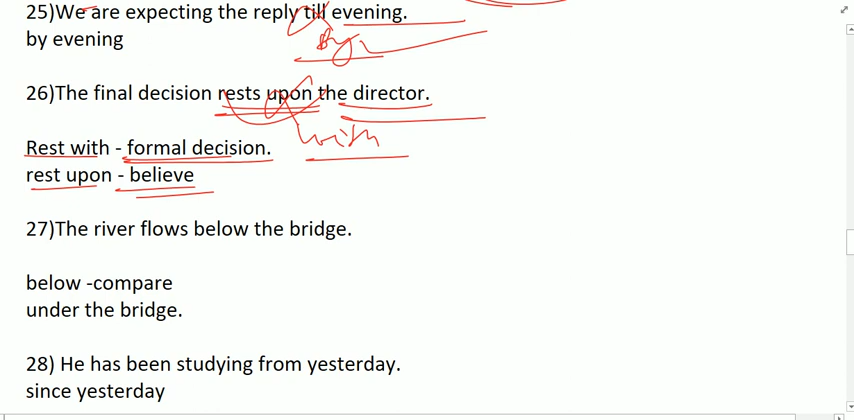 25)We are expecting the reply till evening.
by evening
by
26)The final decision rests upon the director.
with
Rest with - formal decision.
rest upon - believe
27)The river flows below the bridge.
below -compare
under the bridge.
28) He has been studying from yesterday.
since yesterday